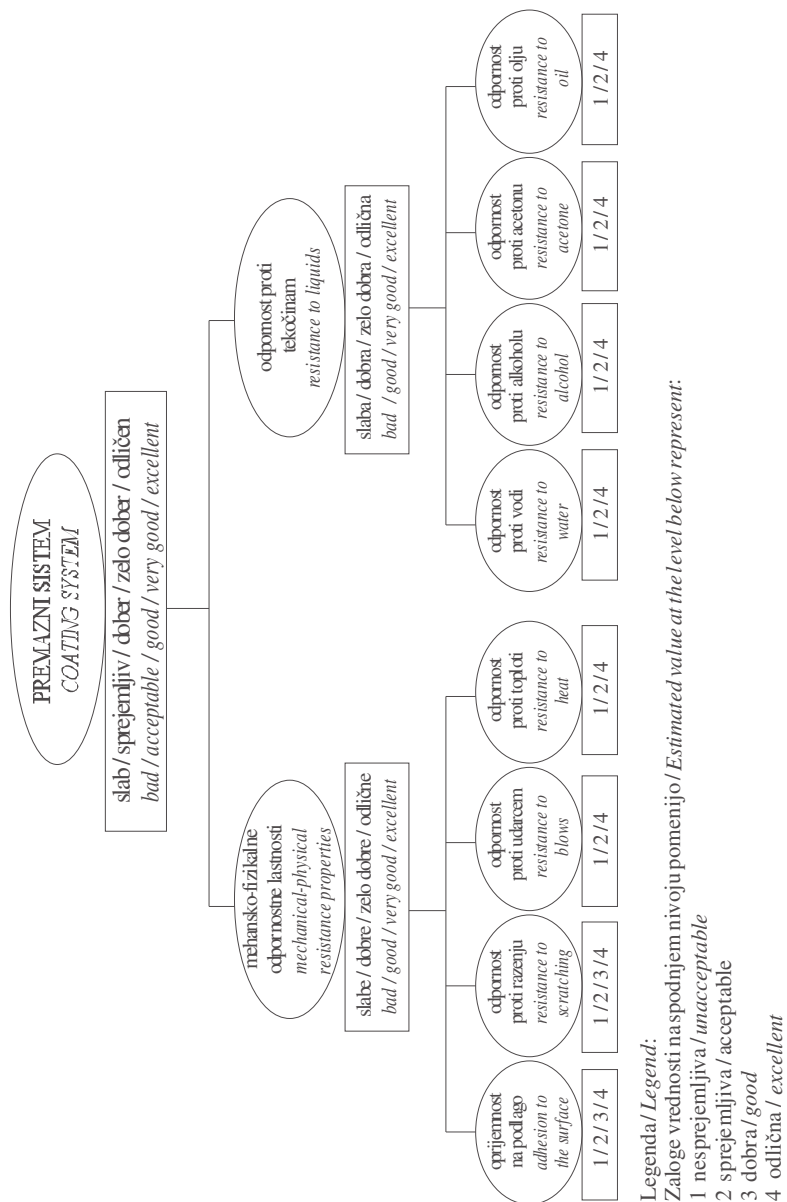 PREMAZNI SISTEM
COATING SYSTEM
slab / sprejemljiv / dober / zelo dober / odličen
bad / acceptable / good / very good / excellent
mehansko-fizikalne
odpornostne lastnosti
mechanical-physical
resistance properties
slabe / dobre / zelo dobre / odlične
bad / good / very good / excellent
odpornost proti
tekočinam
resistance to liquids
slaba / dobra / zelo dobra / odlična
bad / good / very good / excellent
oprijemnost
na podlago
adhesion to
the surface
1 / 2 / 3 / 4
odpornost
proti razenju
resistance to
scratching
1 / 2 / 3 / 4
odpornost
proti udarcem
resistance to
blows
1 / 2 / 4
odpornost
proti toploti
resistance to
heat
1 / 2 / 4
odpornost
proti vodi
resistance to
water
1 / 2 / 4
odpornost
proti alkoholu
resistance to
alcohol
1 / 2 / 4
odpornost
proti acetonu
resistance to
acetone
1 / 2 / 4
odpornost
proti olju
resistance to
oil
1 / 2 / 4
Legenda / Legend:
Zaloge vrednosti na spodnjem nivoju pomenijo / Estimated value at the level below represent:
1 nesprejemljiva / unacceptable
2 sprejemljiva / acceptable
3 dobra / good
4 odlična / excellent